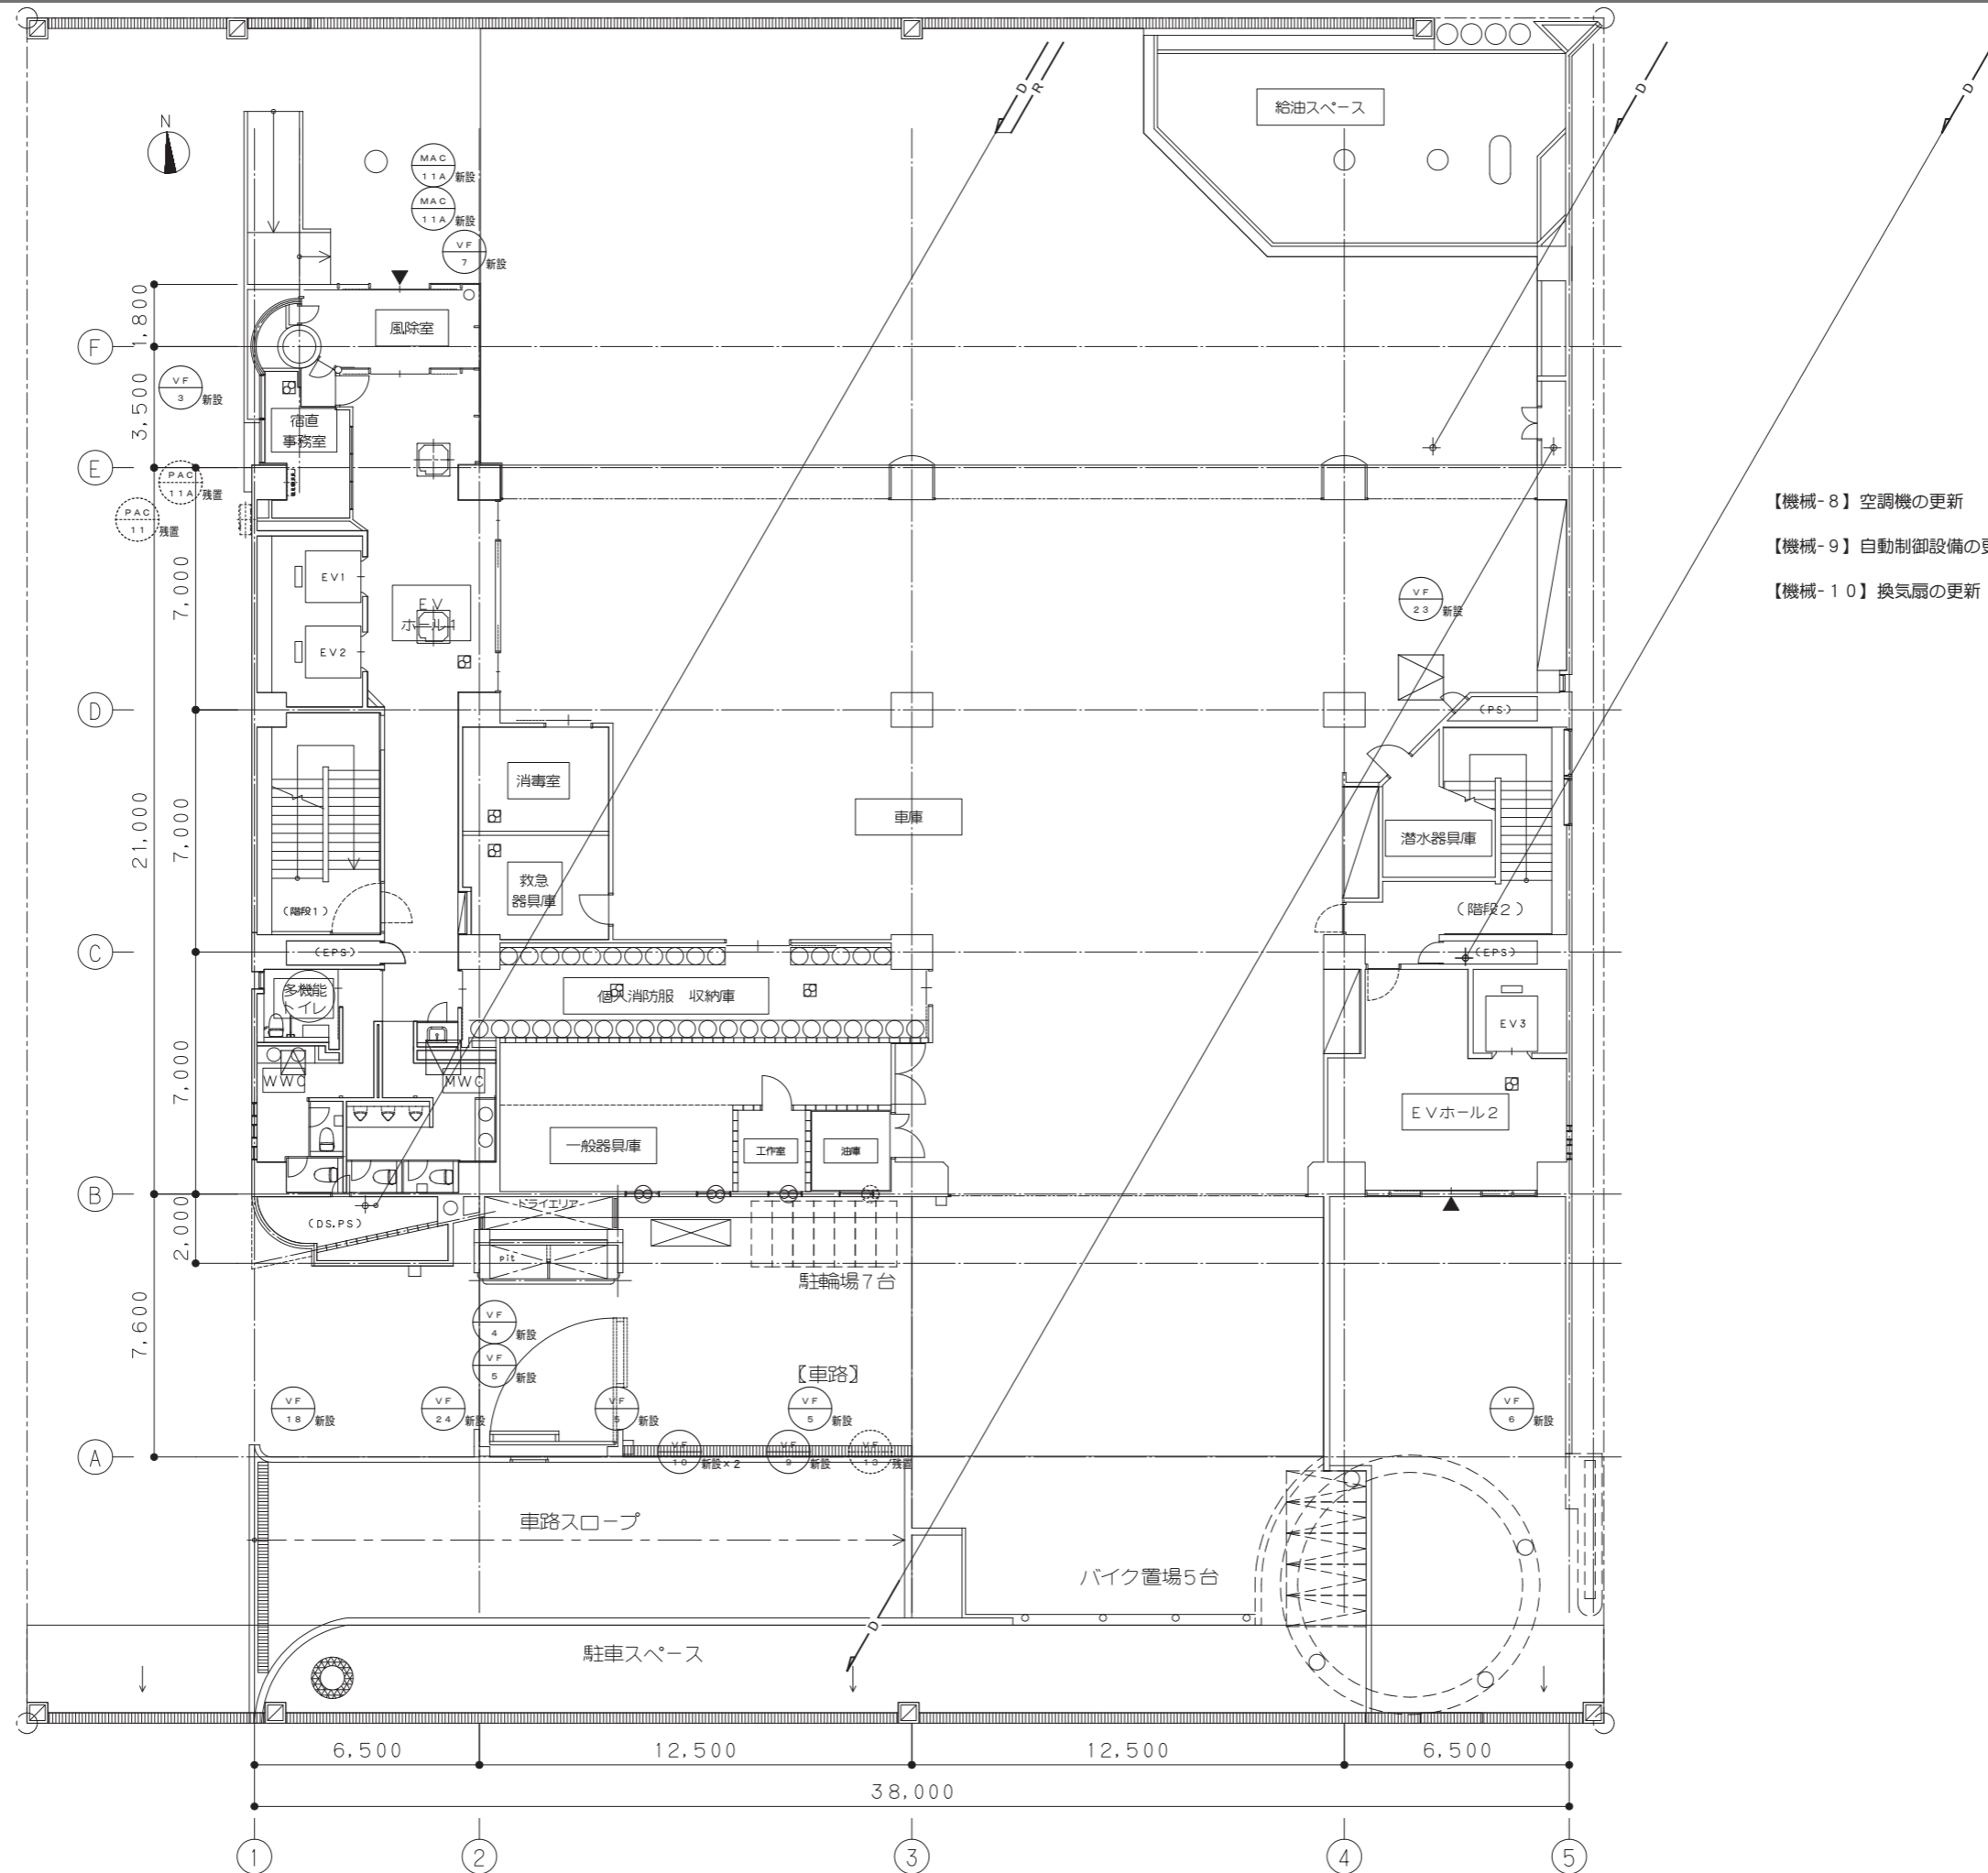 給油スペース
D
R
D
D
N
MAC
11A 新設
MAC
11A 新設
VF
7 新設
1,800
風除室
F
VF
3 新設
3,500
宿直
事務室
E
PAC
11A 残置
PAC
11 残置
【機械-8】空調機の更新
【機械-9】自動制御設備の
【機械-10】換気扇の更新
7,000
EV1
EV
ホール1
VF
23 新設
EV2
D
(PS)
消毒室
車庫
潜水器具庫
21,000
7,000
救急
器具庫
(階段1)
(階段2)
C
(EPS)
(EPS)
多機能
トイレ
個人消防服 収納庫
EV3
WWC
MWC
7,000
EVホール2
一般器具庫
工作室
油庫
B
ドライエリア
(DS,PS)
2,000
pit
駐輪場7台
7,600
VF
4 新設
VF
5 新設
【車路】
VF
18 新設
VF
24 新設
VF
5 新設
VF
5 新設
VF
6 新設
A
VF
10 新設×2
VF
9 新設
VF
13 残置
車路スロープ
バイク置場5台
D
駐車スペース
6,500
12,500
12,500
6,500
38,000
1
2
3
4
5